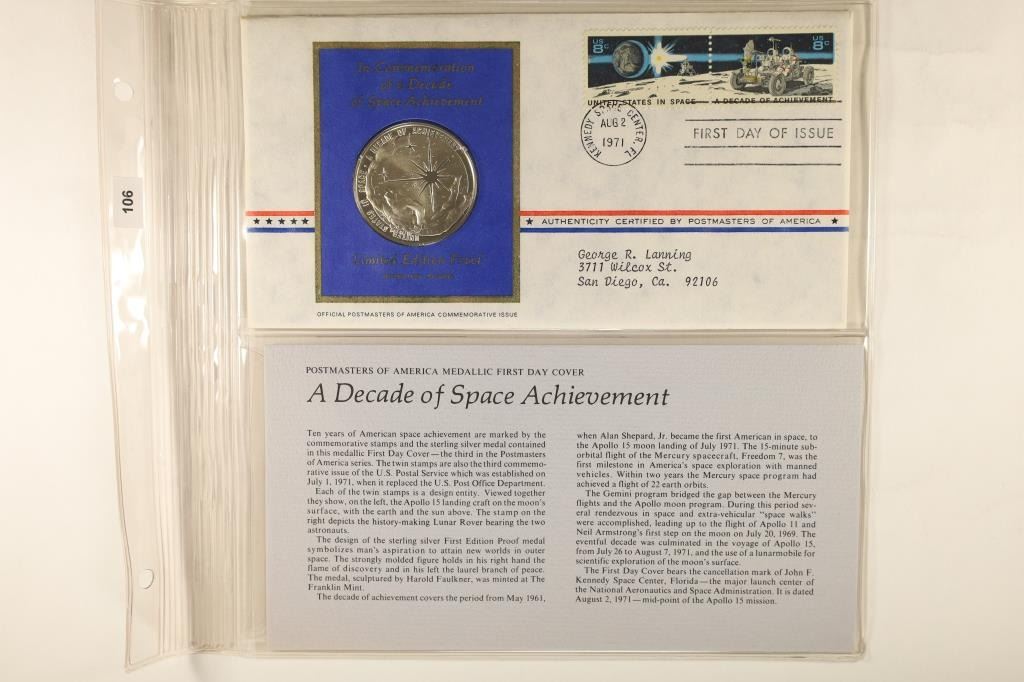 106
In Commemoration
of a Decade
of Space Achievement
A DECADE OF ACHIEVEMENT
UNITED STATES IN SPACE
Limited Edition Proof
OFFICIAL POSTMASTERS OF AMERICA COMMEMORATIVE ISSUE
US 8c
US 8c
UNITED STATES IN SPACE — A DECADE OF ACHIEVEMENT
KENNEDY SPACE CENTER, FL
AUG 2
1971
FIRST DAY OF ISSUE
AUTHENTICITY CERTIFIED BY POSTMASTERS OF AMERICA
George R. Lanning
3711 Wilcox St.
San Diego, Ca. 92106
POSTMASTERS OF AMERICA MEDALLIC FIRST DAY COVER
A Decade of Space Achievement
Ten years of American space achievement are marked by the
commemorative stamps and the sterling silver medal contained
in this medallic First Day Cover—the third in the Postmasters
of America series. The twin stamps are also the third commemo-
rative issue of the U.S. Postal Service which was established on
July 1, 1971, when it replaced the U.S. Post Office Department.
Each of the twin stamps is a design entity. Viewed together
they show, on the left, the Apollo 15 landing craft on the moon's
surface, with the earth and the sun above. The stamp on the
right depicts the history-making Lunar Rover bearing the two
astronauts.
The design of the sterling silver First Edition Proof medal
symbolizes man's aspiration to attain new worlds in outer
space. The strongly molded figure holds in his right hand the
flame of discovery and in his left the laurel branch of peace.
The medal, sculptured by Harold Faulkner, was minted at The
Franklin Mint.
The decade of achievement covers the period from May 1961,
when Alan Shepard, Jr. became the first American in space, to
the Apollo 15 moon landing of July 1971. The 15-minute sub-
orbital flight of the Mercury spacecraft, Freedom 7, was the
first milestone in America's space exploration with manned
vehicles. Within two years the Mercury space program had
achieved a flight of 22 earth orbits.
The Gemini program bridged the gap between the Mercury
flights and the Apollo moon program. During this period sev-
eral rendezvous in space and extra-vehicular "space walks"
were accomplished, leading up to the flight of Apollo 11 and
Neil Armstrong's first step on the moon on July 20, 1969. The
eventful decade was culminated in the voyage of Apollo 15,
from July 26 to August 7, 1971, and the use of a lunarmobile for
scientific exploration of the moon's surface.
The First Day Cover bears the cancellation mark of John F.
Kennedy Space Center, Florida—the major launch center of
the National Aeronautics and Space Administration. It is dated
August 2, 1971—mid-point of the Apollo 15 mission.